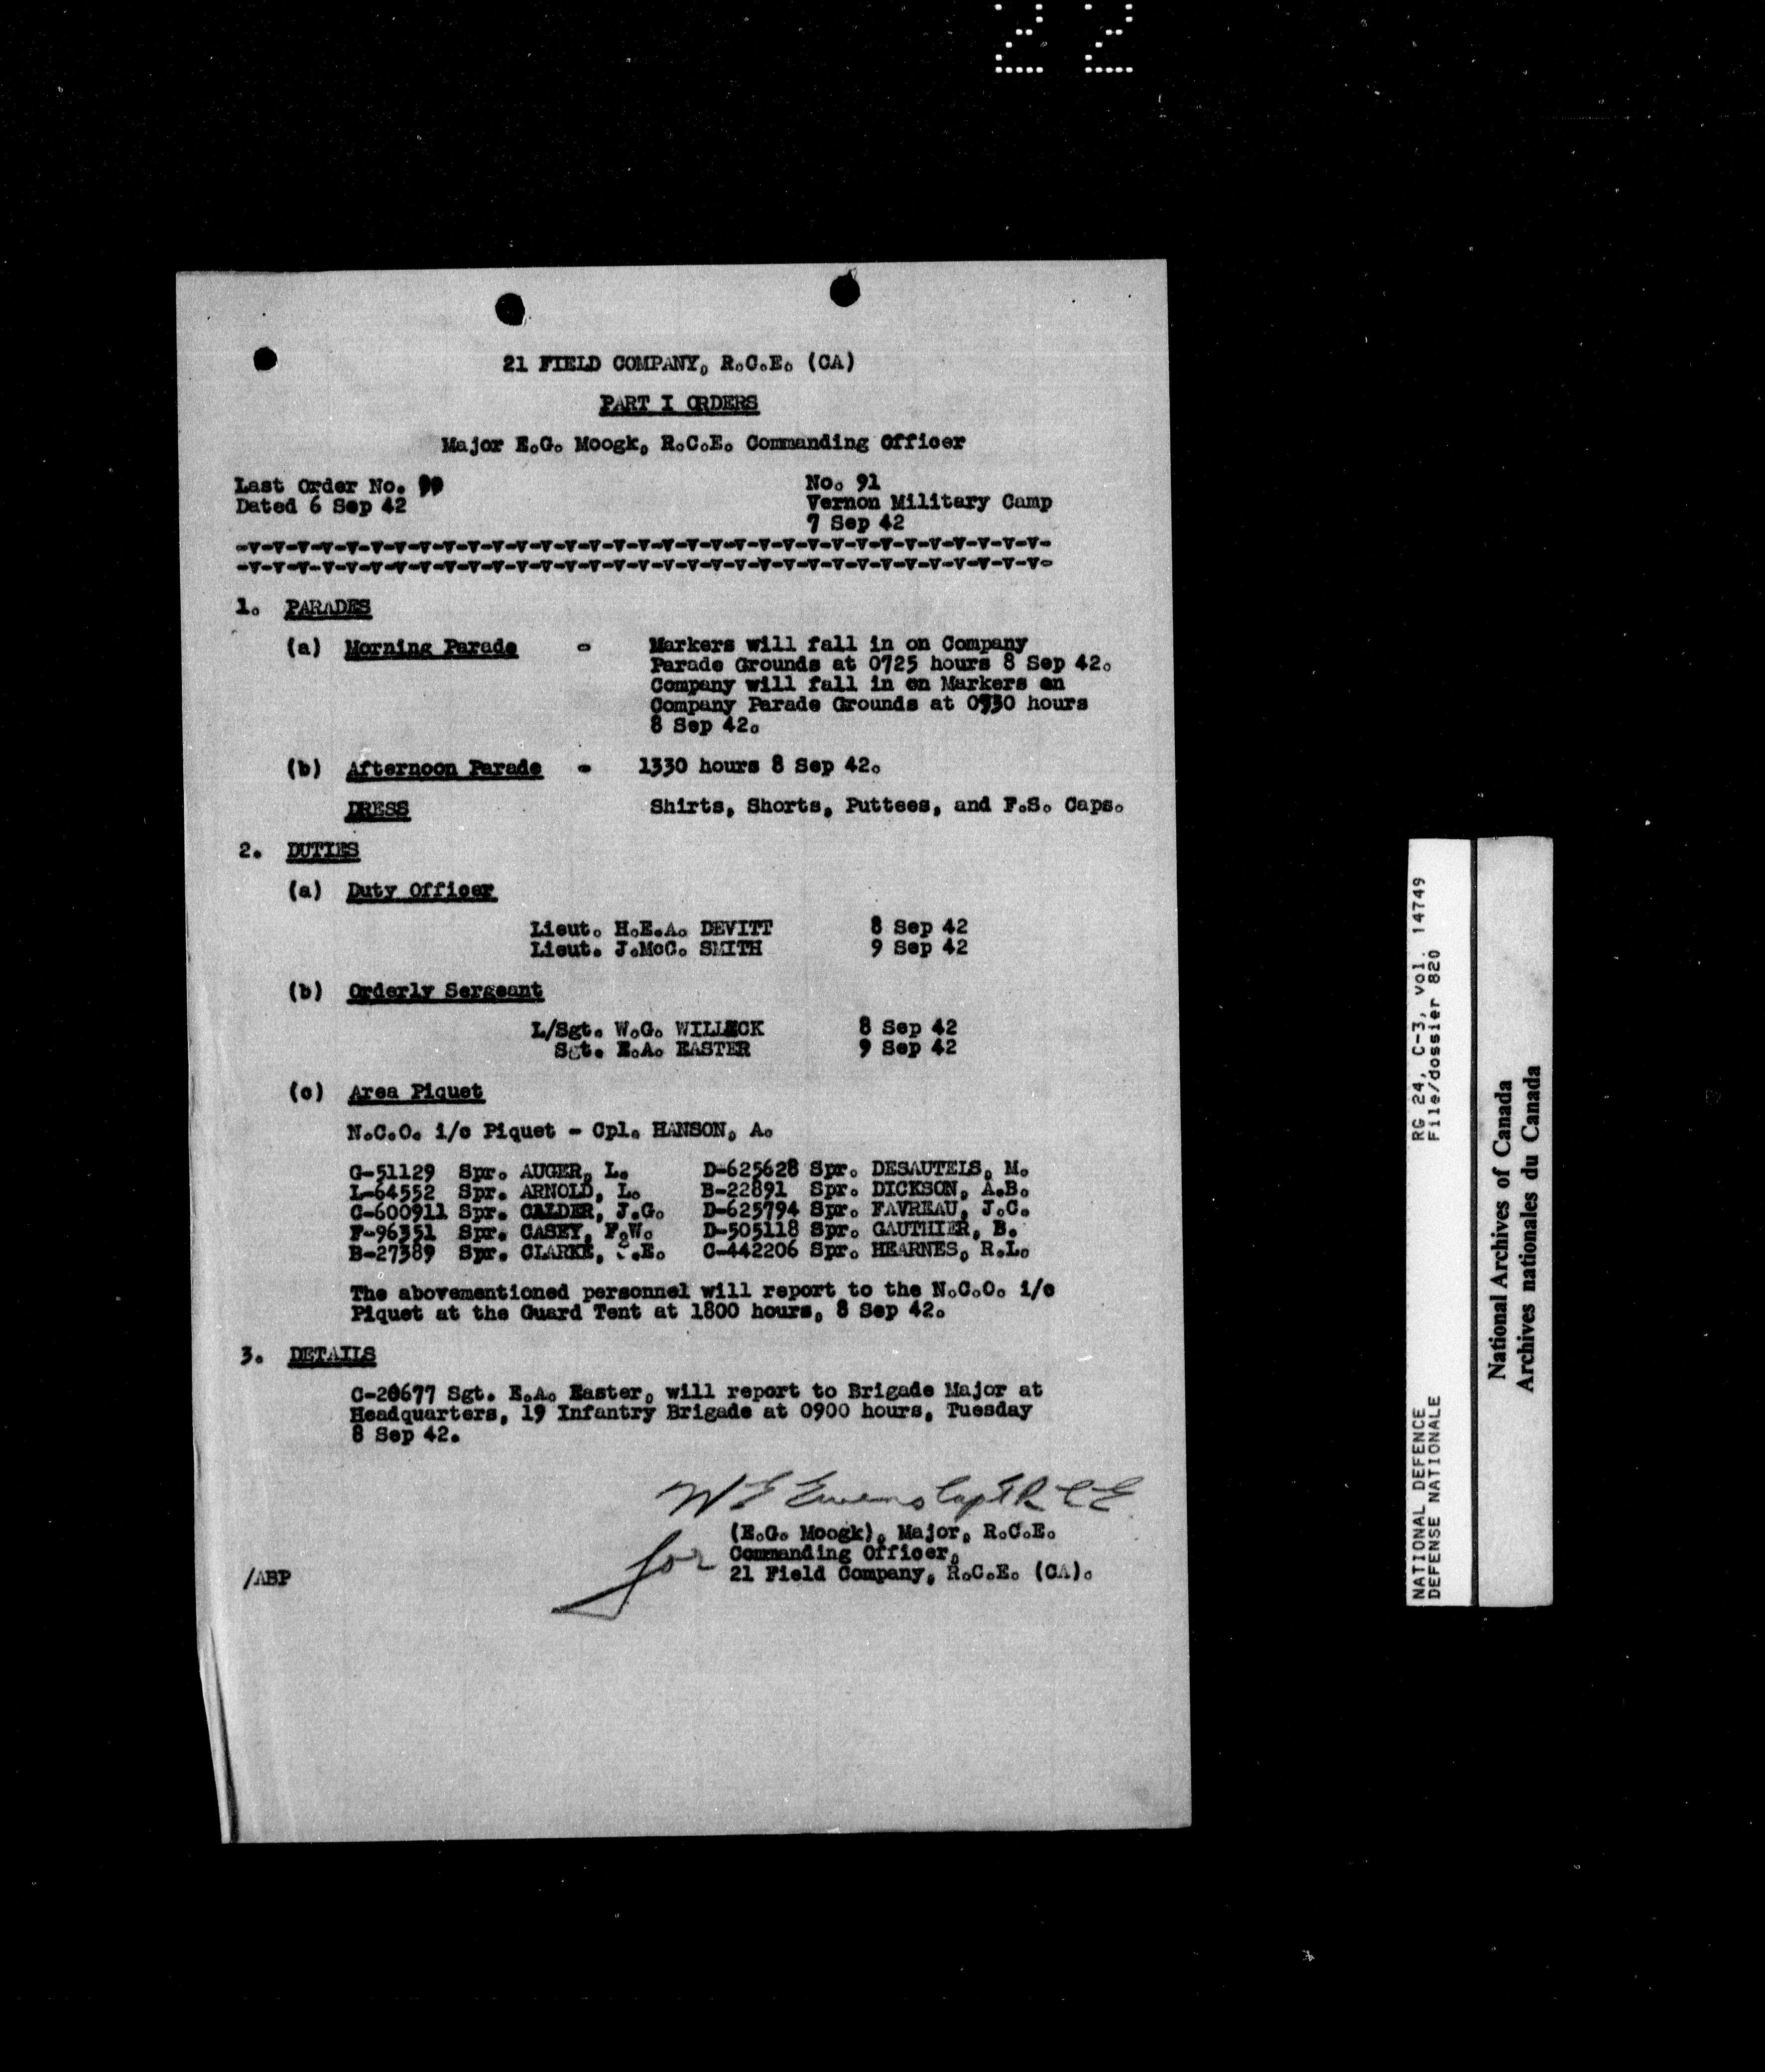 22
21 FIELD COMPANY, R.C.E. (CA)
PART I ORDERS
Major E.G. Moogk, R.C.E. Commanding Officer
Last Order No.
Dated 6 Sep 42
No. 91
Vernon Military Camp
7 Sep 42
-V-V-V-V-V-V-V-V-V-V-V-V-V-V-V-V-V-V-V-V-V-V-V-V-V-V-V-V-V-V-V-V-V-
-V-V-V-V-V-V-V-V-V-V-V-V-V-V-V-V-V-V-V-V-V-V-V-V-V-V-V-V-V-V-V-V-V-
1. PARADES
(a) Morning Parade - Markers will fall in on Company
Parade Grounds at 0725 hours 8 Sep 42.
Company will fall in on Markers on
Company Parade Grounds at 0730 hours
8 Sep 42.
(b) Afternoon Parade - 1330 hours 8 Sep 42.
DRESS Shirts, Shorts, Puttees, and F.S. Caps.
2. DUTIES
(a) Duty Officer
Lieut. H.E.A. DEVITT 8 Sep 42
Lieut. J.McC. SMITH 9 Sep 42
(b) Orderly Sergeant
L/Sgt. W.G. WILLECK 8 Sep 42
Sgt. E.A. EASTER 9 Sep 42
(c) Area Piquet
N.C.O. i/c Piquet - Cpl. HANSON, A.
G-51129 Spr. AUGER, L. D-625628 Spr. DESAUTELS, M.
L-64552 Spr. ARNOLD, L. B-22891 Spr. DICKSON, A.B.
C-600911 Spr. CALDER, J.G. D-625794 Spr. FAVREAU, J.C.
F-96351 Spr. CASEY, F.W. D-505118 Spr. GAUTHIER, B.
B-27389 Spr. CLARKE, C-442206 Spr. HEARNES, R.L.
The abovementioned personnel will report to the N.C.O. i/c
Piquet at the Guard Tent at 1800 hours, 8 Sep 42.
3. DETAILS
C-20677 Sgt. E.A. Easter, will report to Brigade Major at
Headquarters, 19 Infantry Brigade at 0900 hours, Tuesday
8 Sep 42.
W E Ewens Capt R C E
for
(E.G. Moogk), Major, R.C.E.
Commanding Officer,
21 Field Company, R.C.E. (CA).
/ABP
NATIONAL DEFENCE RG 24, C-3, vol. 14749
DEFENSE NATIONALE File/dossier 820
National Archives of Canada
Archives nationales du Canada